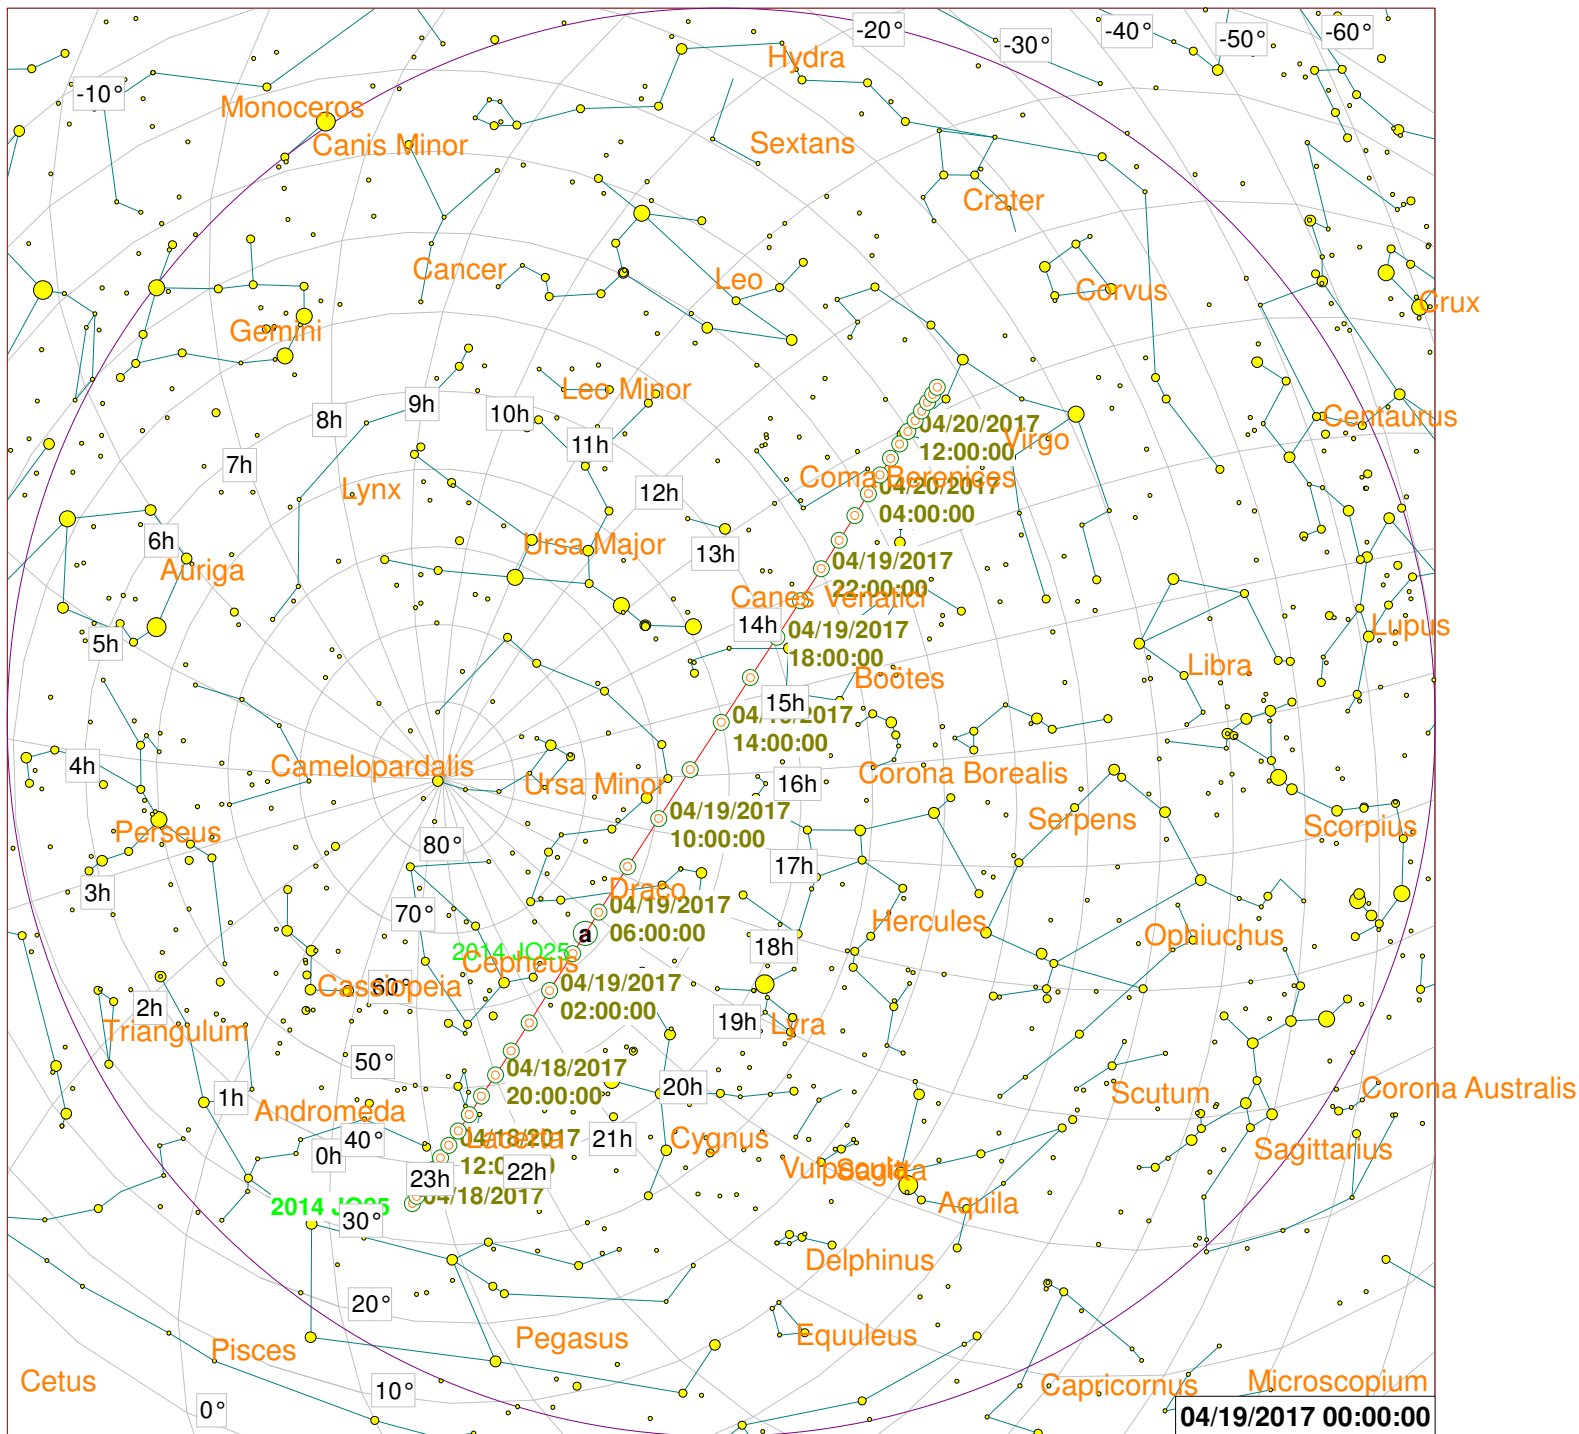 -20°
-30°
-40°
-50°
-60°
Hydra
-10°
Monoceros
Canis Minor
Sextans
Crater
Cancer
Leo
Corvus
Crux
Gemini
Leo Minor
9h
10h
8h
11h
04/20/2017
12:00:00
Virgo
Centaurus
7h
Lynx
12h
Coma Berenices
04/20/2017
04:00:00
6h
Auriga
Ursa Major
13h
04/19/2017
22:00:00
Canes Venatici
5h
14h
04/19/2017
18:00:00
Lupus
Libra
Boötes
15h
14:00:00
4h
Camelopardalis
Ursa Minor
16h
Corona Borealis
04/19/2017
10:00:00
Perseus
Serpens
Scorpius
80°
17h
3h
Draco
70°
04/19/2017
06:00:00
a
Hercules
Ophiuchus
18h
2014 JO25
Cepheus
Cassiopeia
60°
04/19/2017
02:00:00
2h
Triangulum
19h
Lyra
50°
04/18/2017
20:00:00
20h
Scutum
Corona Australis
1h
Andromeda
40°
0h
04/18/2017
Lacerta
21h
Cygnus
Sagittarius
23h
22h
Vulpecula
Sagitta
Aquila
04/18/2017
2014 JO25
30°
Delphinus
20°
Pegasus
Equuleus
Pisces
Cetus
10°
0°
Capricornus
Microscopium
04/19/2017 00:00:00